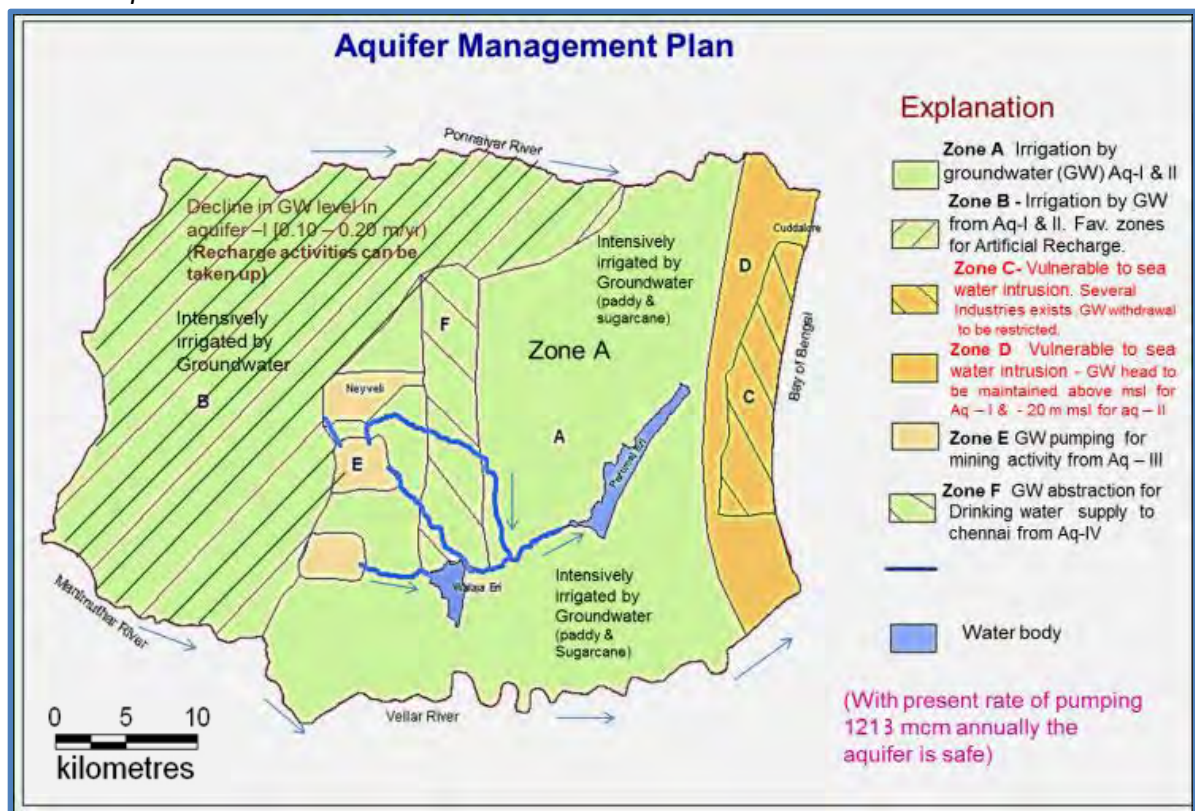 Aquifer Management Plan
Ponnaiyar River
Decline in GW level in
aquifer –I [0.10 – 0.20 m/yr)
(Recharge activities can be
taken up)
Intensively
irrigated by
Groundwater
B
Intensively
irrigated by
Groundwater
(paddy &
sugarcane)
Zone A
A
F
Neyveli
E
Walaja Eri
Perumal Eri
Intensively
irrigated by
Groundwater
(paddy &
Sugarcane)
Cuddalore
D
C
Bay of Bengal
Manimuthar River
Vellar River
0 5 10
kilometres
Explanation
Zone A Irrigation by
groundwater (GW) Aq-I & II
Zone B - Irrigation by GW
from Aq-I & II. Fav. zones
for Artificial Recharge.
Zone C- Vulnerable to sea
water intrusion. Several
Industries exists. GW withdrawal
to be restricted.
Zone D Vulnerable to sea
water intrusion - GW head to
be maintained above msl for
Aq – I & - 20 m msl for aq – II
Zone E GW pumping for
mining activity from Aq – III
Zone F GW abstraction for
Drinking water supply to
chennai from Aq-IV
Water body
(With present rate of pumping
1213 mcm annually the
aquifer is safe)